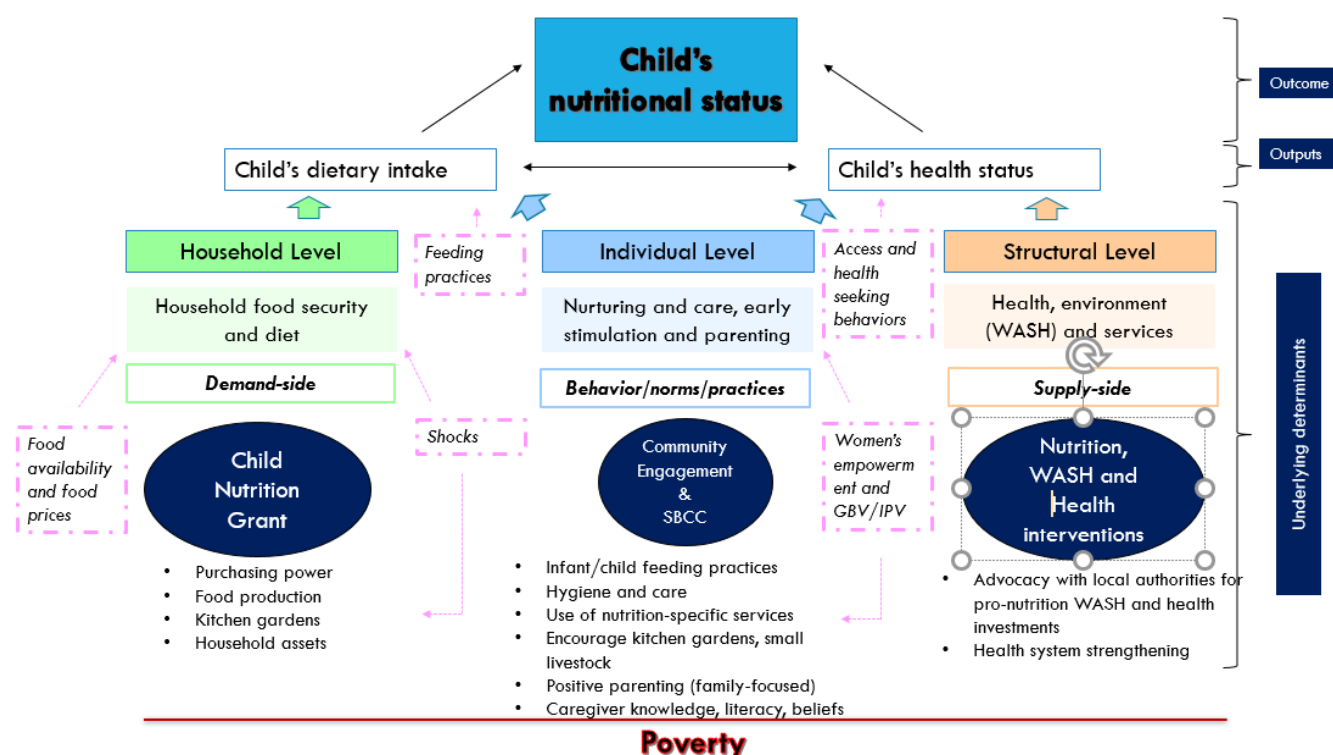 Child's
nutritional status
Outcome
Outputs
Child's dietary intake
Child's health status
Household Level
Feeding
practices
Individual Level
Access and
health
seeking
behaviors
Structural Level
Household food security
and diet
Nurturing and care, early
stimulation and parenting
Health, environment
(WASH) and services
Demand-side
Behavior/norms/practices
Supply-side
Underlying determinants
Food
availability
and food
prices
Child
Nutrition
Grant
Shocks
Community
Engagement
&
SBCC
Women's
empowerm
ent and
GBV/IPV
Nutrition,
WASH and
Health
interventions
• Purchasing power
• Food production
• Kitchen gardens
• Household assets
• Infant/child feeding practices
• Hygiene and care
• Use of nutrition-specific services
• Encourage kitchen gardens, small
livestock
• Positive parenting (family-focused)
• Caregiver knowledge, literacy, beliefs
• Advocacy with local authorities for
pro-nutrition WASH and health
investments
• Health system strengthening
Poverty